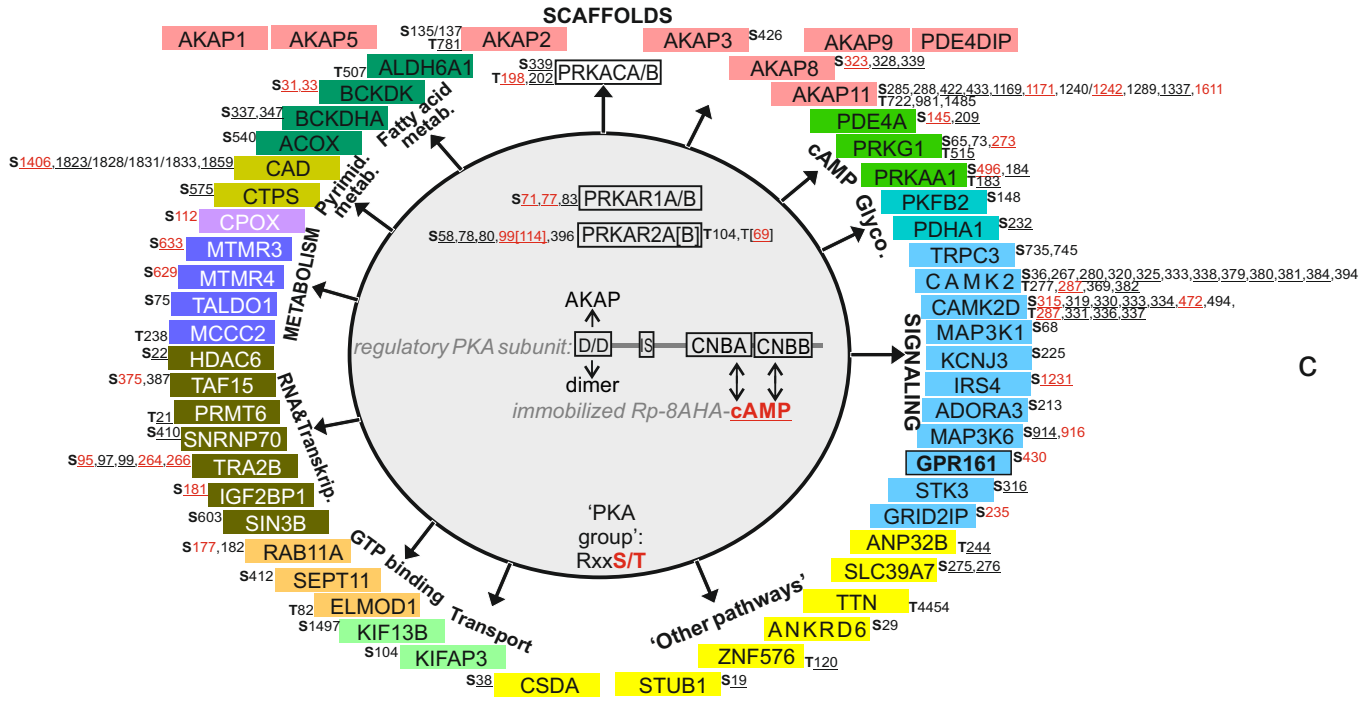 SCAFFOLDS
AKAP1
AKAP5
S135/137
T781
AKAP2
AKAP3 S426
AKAP9
PDE4DIP
T507 ALDH6A1
S339
T198,202 PRKACA/B
AKAP8 S323,328,339
S31,33 BCKDK
AKAP11 S285,288,422,433,1169,1171,1240/1242,1289,1337,1611
T722,981,1485
S337,347 BCKDHA
PDE4A S145,209
S540 ACOX
PRKG1 S65,73,273
T515
S1406,1823/1828/1831/1833,1859 CAD
PRKAA1 S496,184
T183
S575 CTPS
PKFB2 S148
S112 CPOX
PDHA1 S232
S633 MTMR3
TRPC3 S735,745
S629 MTMR4
CAMK2 S36,267,280,320,325,333,338,379,380,381,384,394
T277,287,369,382
S75 TALDO1
CAMK2D S315,319,330,333,334,472,494,
T287,331,336,337
T238 MCCC2
MAP3K1 S68
S22 HDAC6
KCNJ3 S225
S375,387 TAF15
IRS4 S1231
T21 PRMT6
ADORA3 S213
S410 SNRNP70
MAP3K6 S914,916
S95,97,99,264,266 TRA2B
GPR161 S430
S181 IGF2BP1
STK3 S316
S603 SIN3B
GRID2IP S235
S177,182 RAB11A
ANP32B T244
S412 SEPT11
SLC39A7 S275,276
T82 ELMOD1
TTN T4454
S1497 KIF13B
ANKRD6 S29
S104 KIFAP3
ZNF576 T120
S38 CSDA
STUB1 S19
Fatty acid
metab.
Pyrimid.
metab.
METABOLISM
RNA&Transkrip.
GTP binding
Transport
'Other pathways'
SIGNALING
Glyco.
cAMP
S71,77,83 PRKAR1A/B
S58,78,80,99[114],396 PRKAR2A[B] T104,T[69]
AKAP
regulatory PKA subunit: D/D IS CNBA CNBB
dimer
immobilized Rp-8AHA-cAMP
'PKA
group':
RxxS/T
C